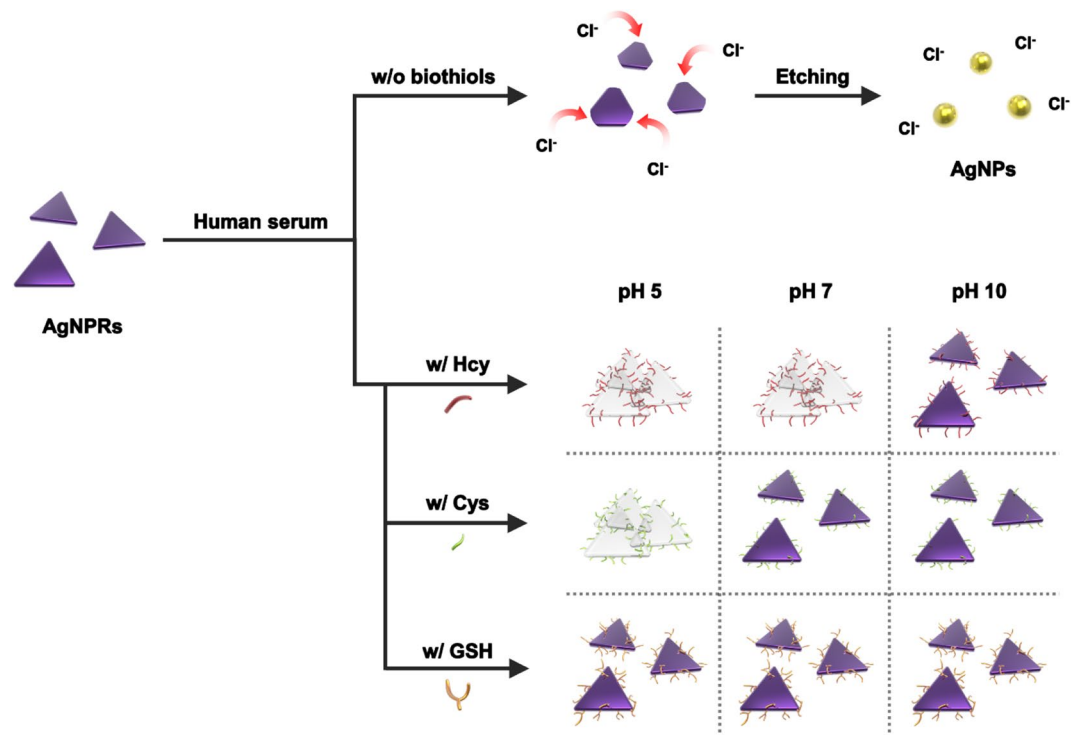 Cl-
Cl-
w/o biothiols
Etching
Cl-
Cl-
Cl-
Cl-
Cl-
Cl-
AgNPs
Human serum
AgNPRs
pH 5
pH 7
pH 10
w/ Hcy
w/ Cys
w/ GSH